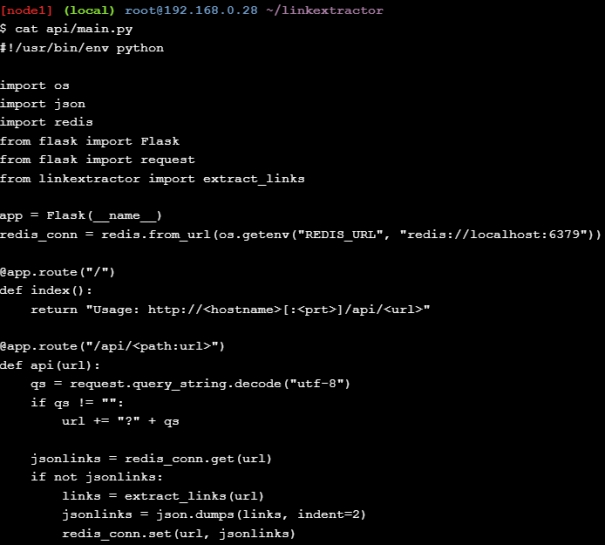 [node1] (local) root@192.168.0.28 ~/linkextractor
$ cat api/main.py
#!/usr/bin/env python

import os
import json
import redis
from flask import Flask
from flask import request
from linkextractor import extract_links

app = Flask(__name__)
redis_conn = redis.from_url(os.getenv("REDIS_URL", "redis://localhost:6379"))

@app.route("/")
def index():
    return "Usage: http://<hostname>[:<prt>]/api/<url>"

@app.route("/api/<path:url>")
def api(url):
    qs = request.query_string.decode("utf-8")
    if qs != "":
        url += "?" + qs

    jsonlinks = redis_conn.get(url)
    if not jsonlinks:
        links = extract_links(url)
        jsonlinks = json.dumps(links, indent=2)
        redis_conn.set(url, jsonlinks)